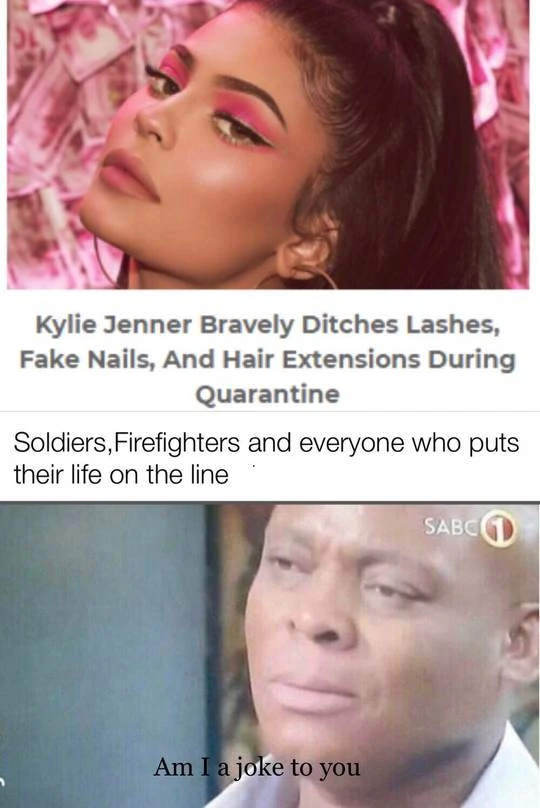 Kylie Jenner Bravely Ditches Lashes,
Fake Nails, And Hair Extensions During
Quarantine
Soldiers,Firefighters and everyone who puts
their life on the line
SABC 1
Am I a joke to you